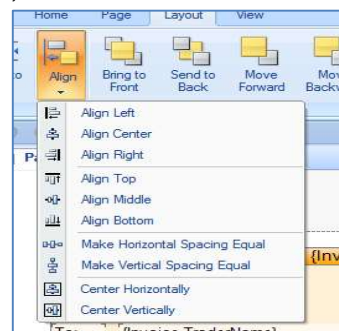 Home Page Layout View
Align
Bring to Front
Send to Back
Move Forward
Align Left
Align Center
Align Right
Align Top
Align Middle
Align Bottom
Make Horizontal Spacing Equal
Make Vertical Spacing Equal
{Inv
Center Horizontally
Center Vertically